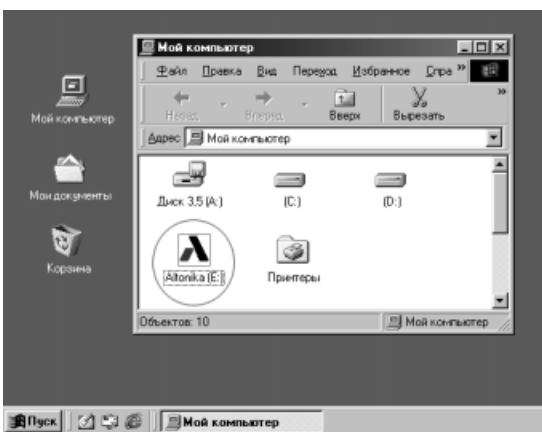 Мой компьютер
Мои документы
Корзина
Мой компьютер
Файл Правка Вид Переход Избранное Спра »
Назад Вперед Вверх Вырезать »
Адрес Мой компьютер
Диск 3,5 (A:) (C:) (D:)
Altonika (E:) Принтеры
Объектов: 10 Мой компьютер
Пуск Мой компьютер